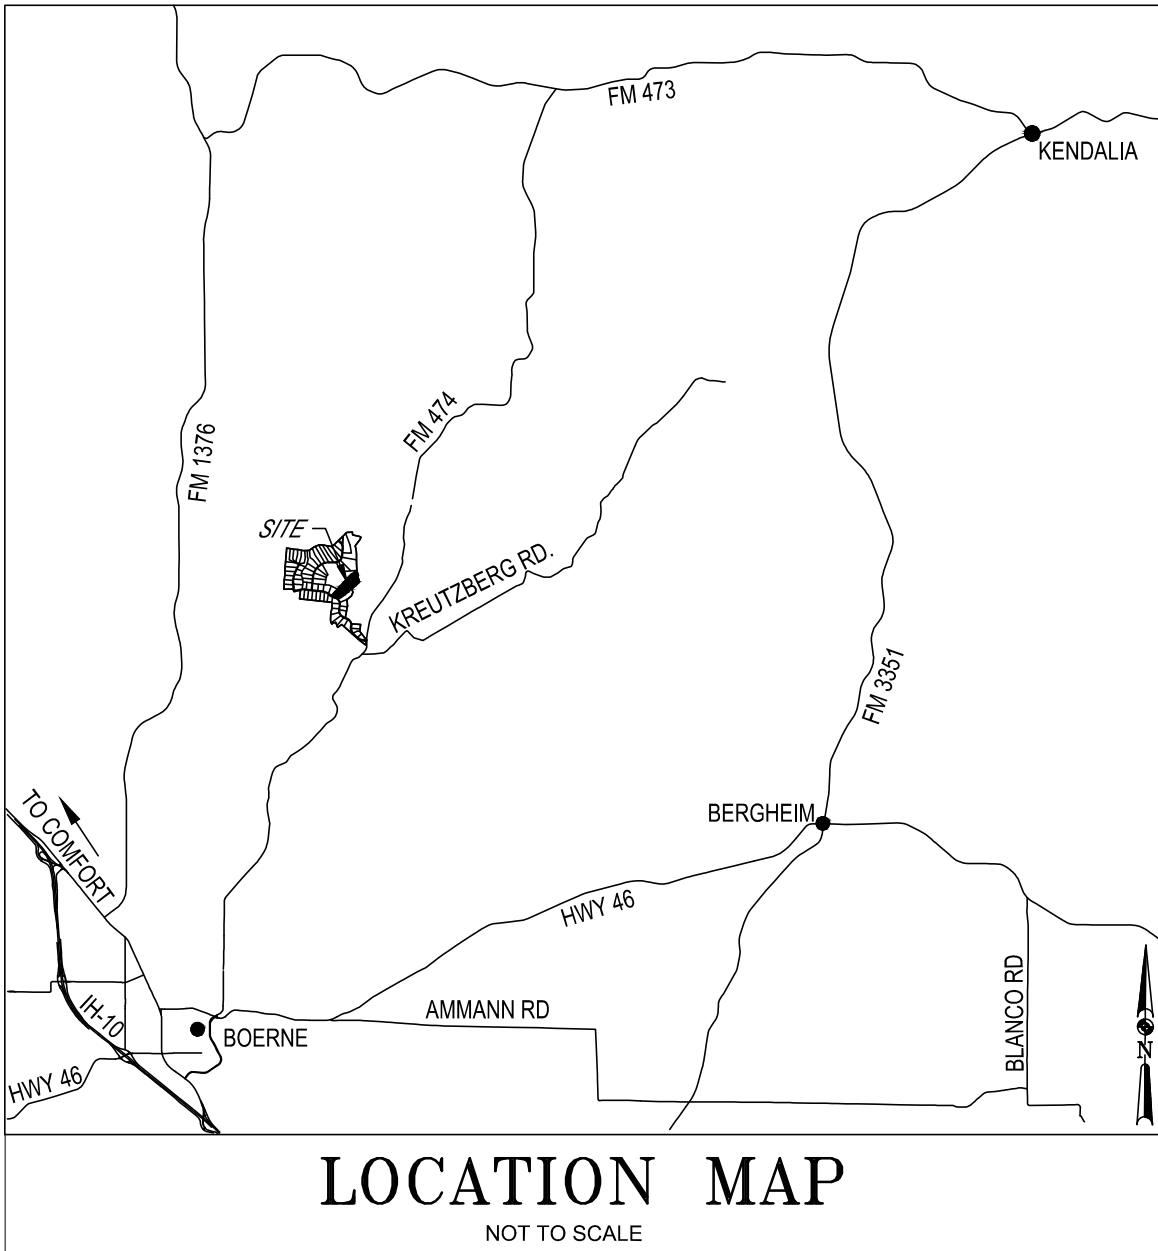 FM 473
KENDALIA
FM 474
FM 1376
SITE
KREUTZBERG RD.
FM 3351
TO COMFORT
BERGHEIM
HWY 46
BLANCO RD
IH-10
AMMANN RD
BOERNE
N
HWY 46
LOCATION MAP
NOT TO SCALE